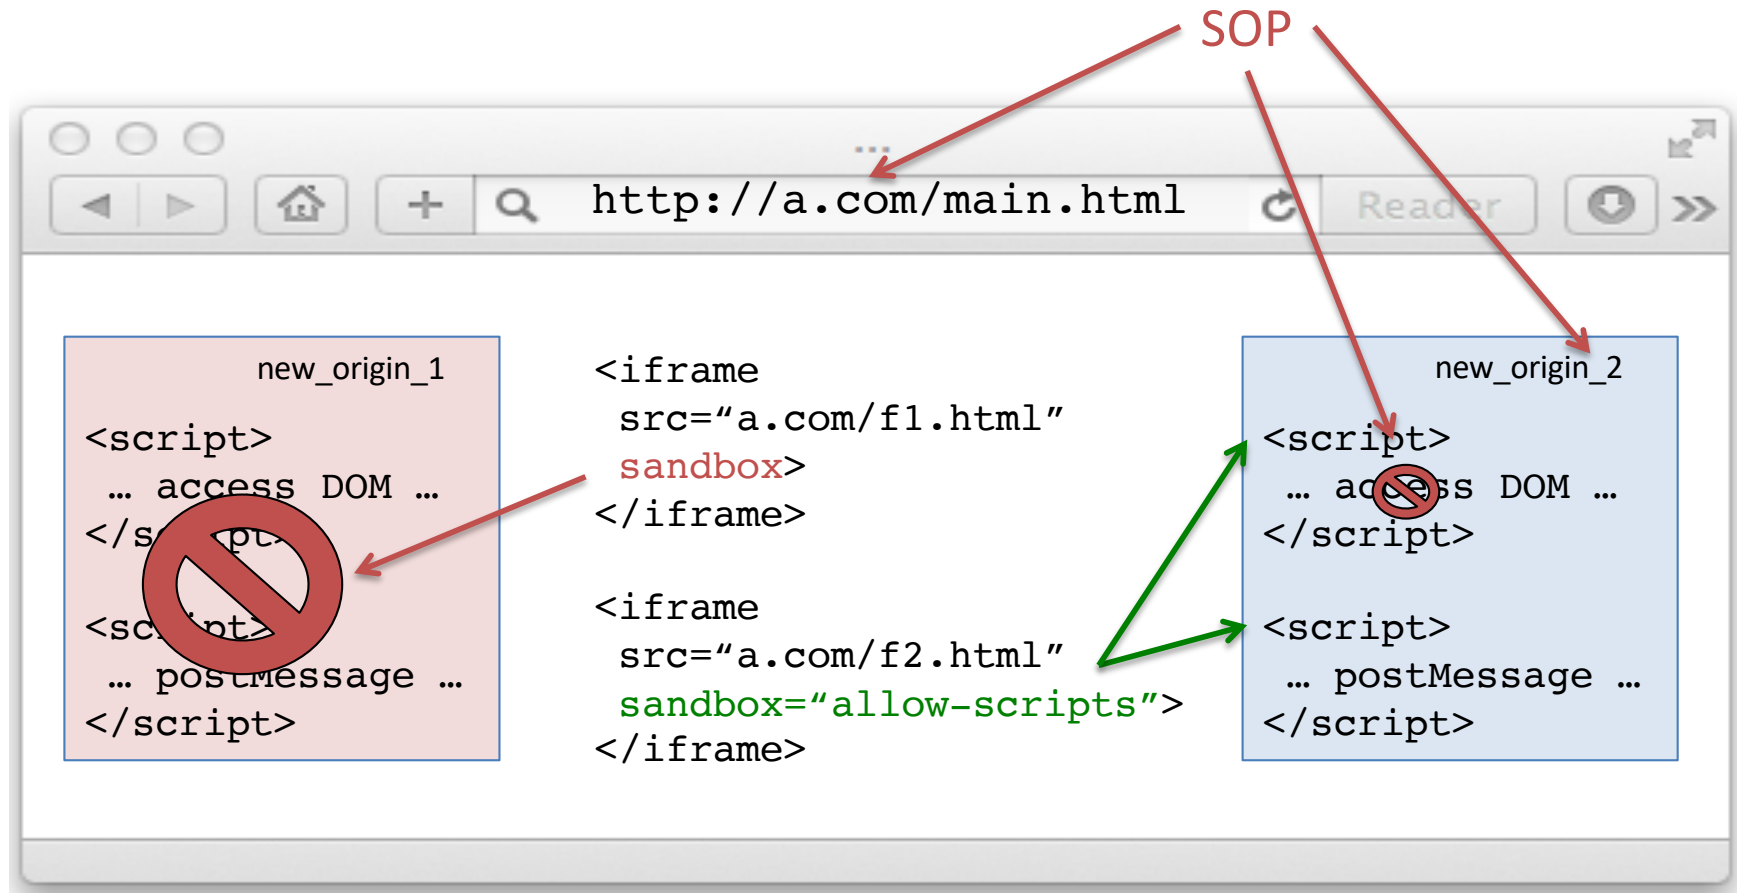 SOP
...
http://a.com/main.html
Reader
new_origin_1
<script>
… access DOM …
</script>
<script>
… postMessage …
</script>
<iframe
src=“a.com/f1.html”
sandbox>
</iframe>
<iframe
src=“a.com/f2.html”
sandbox=“allow-scripts”>
</iframe>
new_origin_2
<script>
… access DOM …
</script>
<script>
… postMessage …
</script>